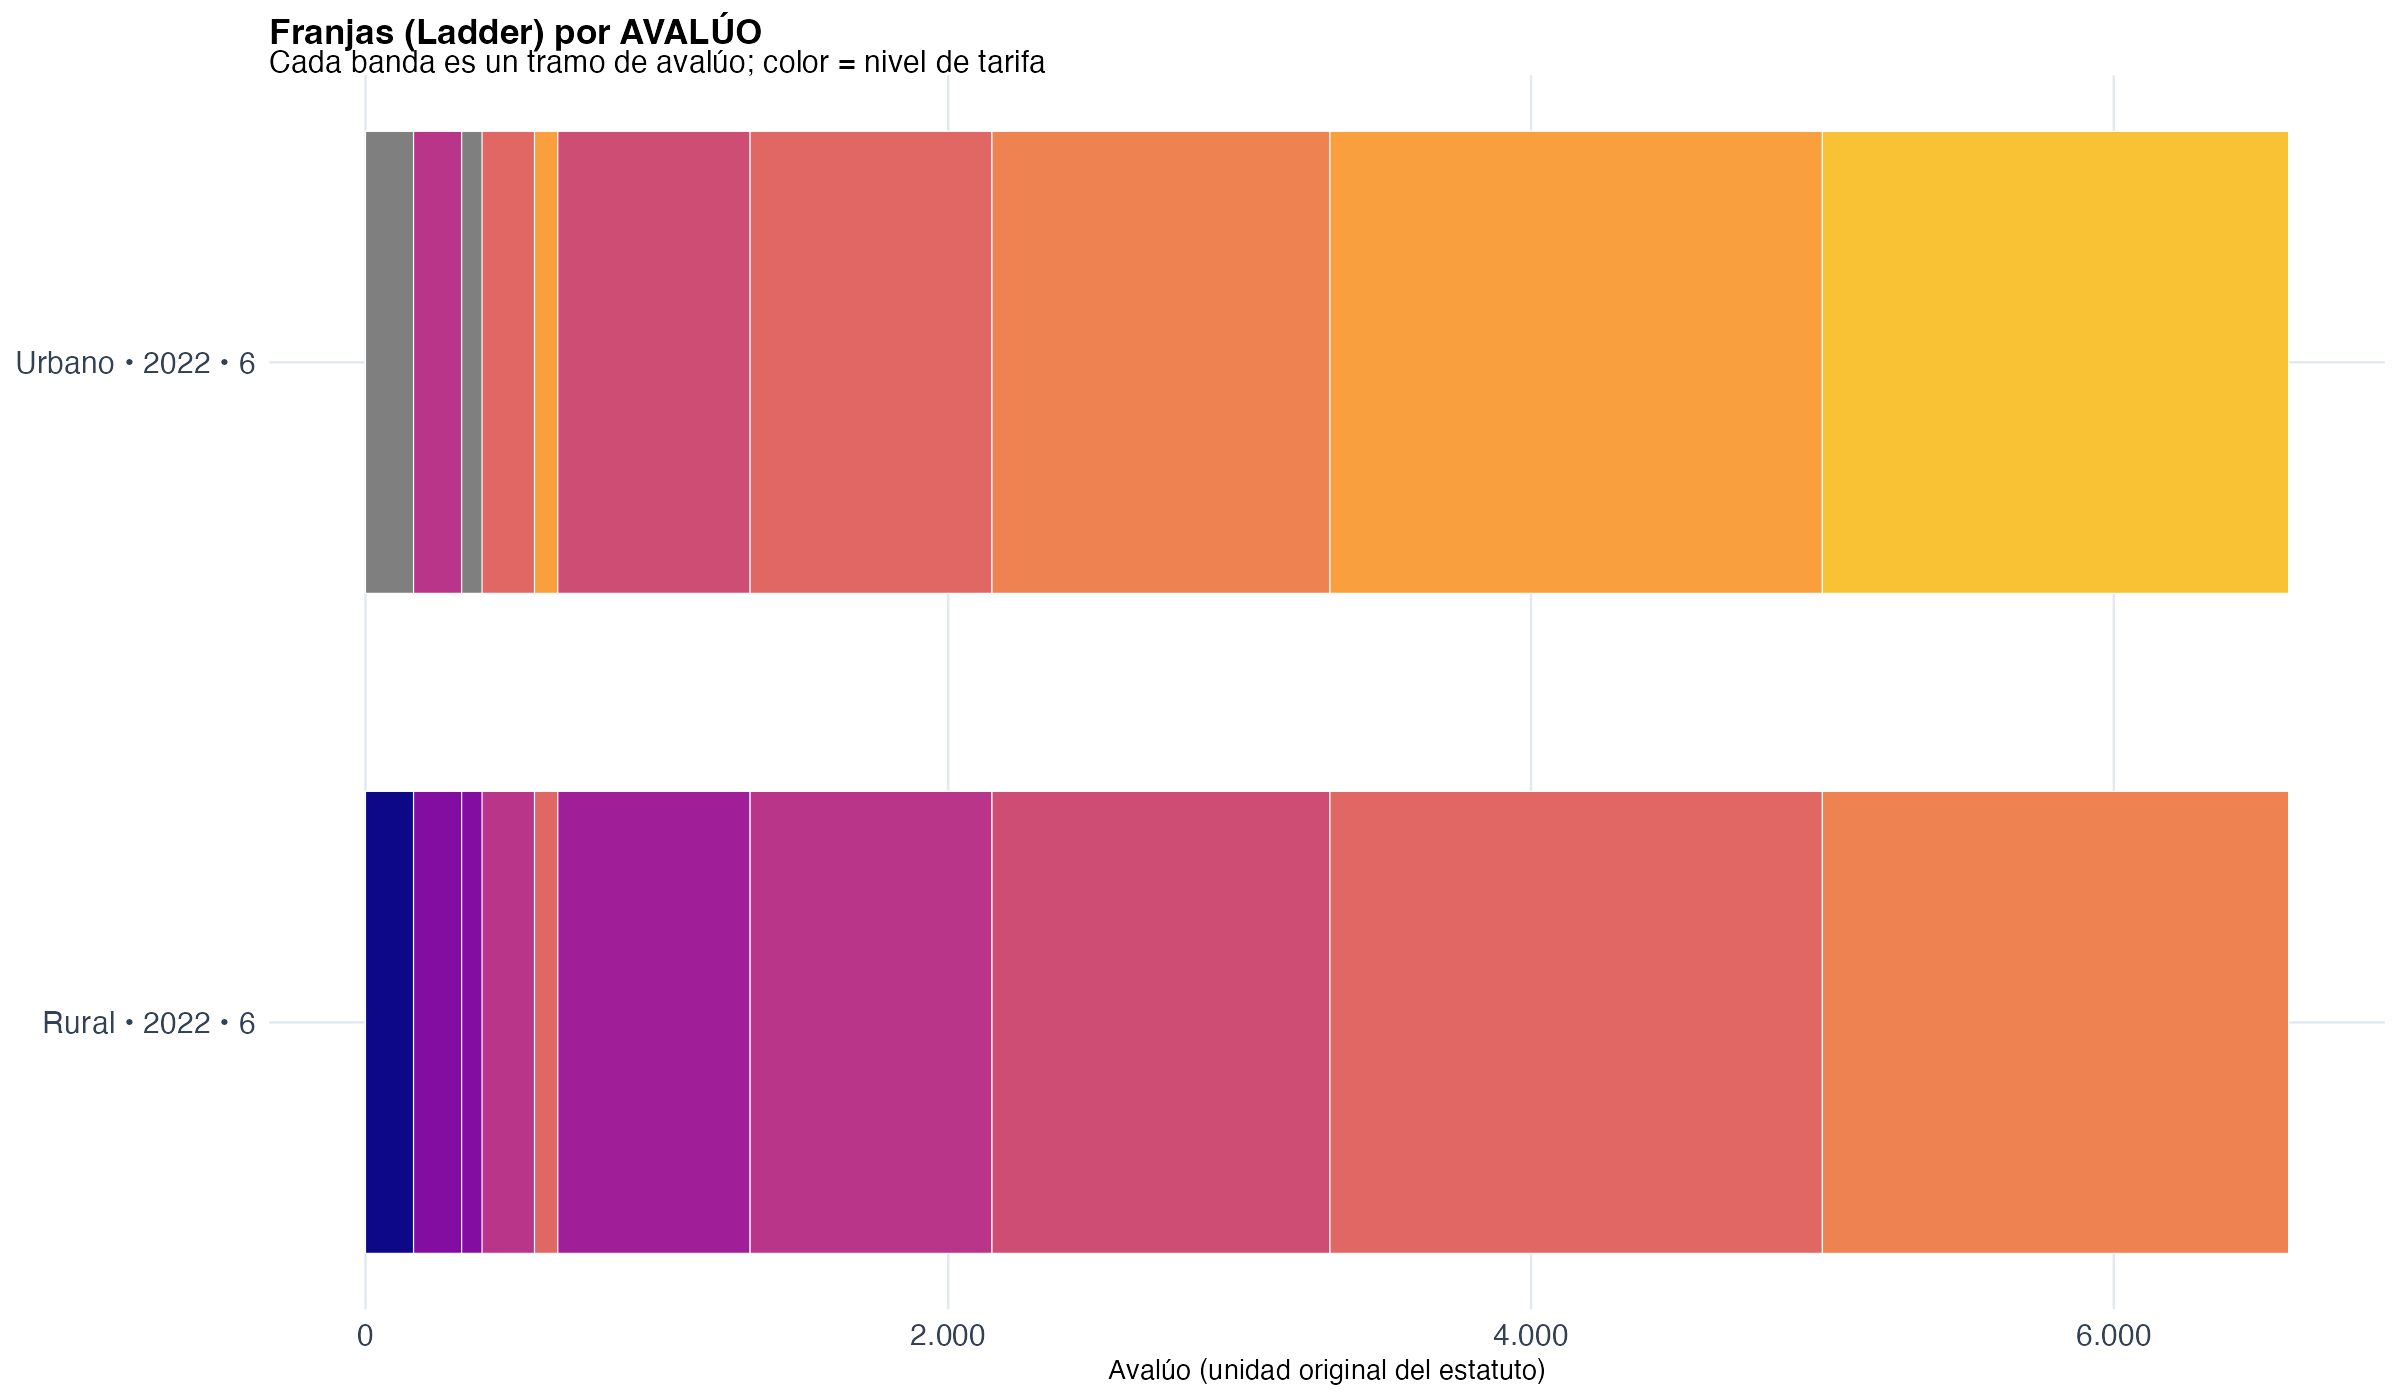 Franjas (Ladder) por AVALÚO
Cada banda es un tramo de avalúo; color = nivel de tarifa
Urbano • 2022 • 6
Rural • 2022 • 6
0 2.000 4.000 6.000
Avalúo (unidad original del estatuto)